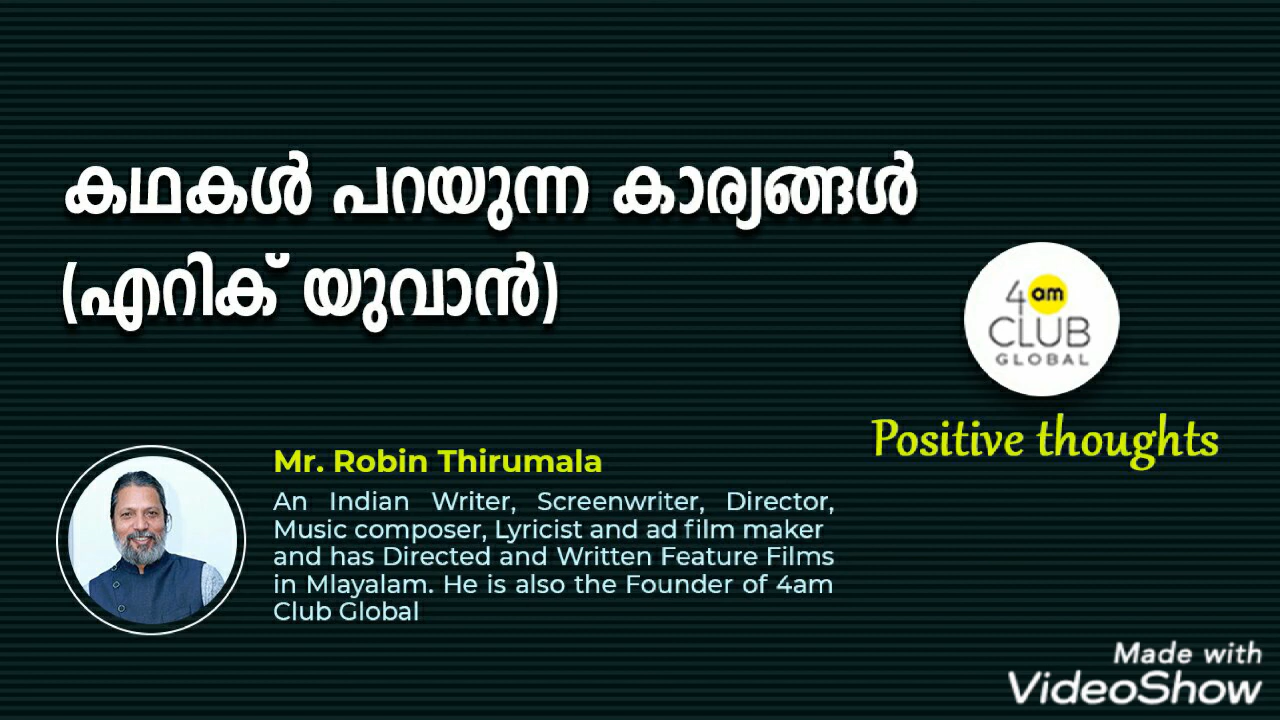 കഥകൾ പറയുന്ന കാര്യങ്ങൾ
(എറിക് യുവാൻ)
4 am
CLUB
GLOBAL
Positive thoughts
Mr. Robin Thirumala
An Indian Writer, Screenwriter, Director,
Music composer, Lyricist and ad film maker
and has Directed and Written Feature Films
in Mlayalam. He is also the Founder of 4am
Club Global
Made with
VideoShow